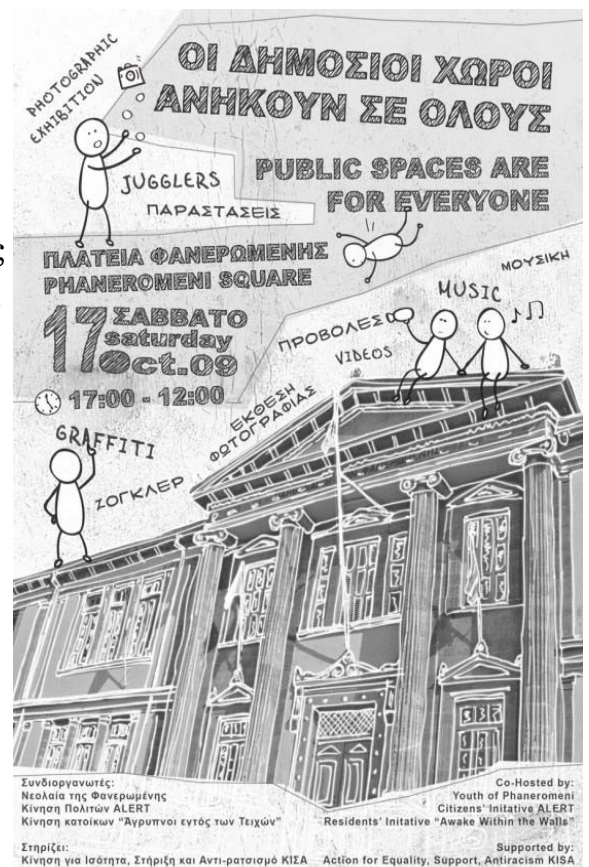 ΟΙ ΔΗΜΟΣΙΟΙ ΧΩΡΟΙ
ΑΝΗΚΟΥΝ ΣΕ ΟΛΟΥΣ
PUBLIC SPACES ARE
FOR EVERYONE
PHOTOGRAPHIC
EXHIBITION
JUGGLERS
ΠΑΡΑΣΤΑΣΕΙΣ
ΠΛΑΤΕΙΑ ΦΑΝΕΡΩΜΕΝΗΣ
PHANEROMENI SQUARE
17 ΣΑΒΒΑΤΟ
saturday
Oct.09
17:00 - 12:00
ΜΟΥΣΙΚΗ
MUSIC
ΠΡΟΒΟΛΕΣ
VIDEOS
ΕΚΘΕΣΗ
ΦΩΤΟΓΡΑΦΙΑΣ
GRAFFITI
ΖΟΓΚΛΕΡ
Συνδιοργανωτές:
Νεολαία της Φανερωμένης
Κίνηση Πολιτών ALERT
Κίνηση κατοίκων "Άγρυπνοι εντός των Τειχών"
Στηρίζει:
Κίνηση για Ισότητα, Στήριξη και Αντι-ρατσισμό ΚΙΣΑ
Co-Hosted by:
Youth of Phaneromeni
Citizens' Initative ALERT
Residents' Initative "Awake Within the Walls"
Supported by:
Action for Equality, Support, Antiracism KISA